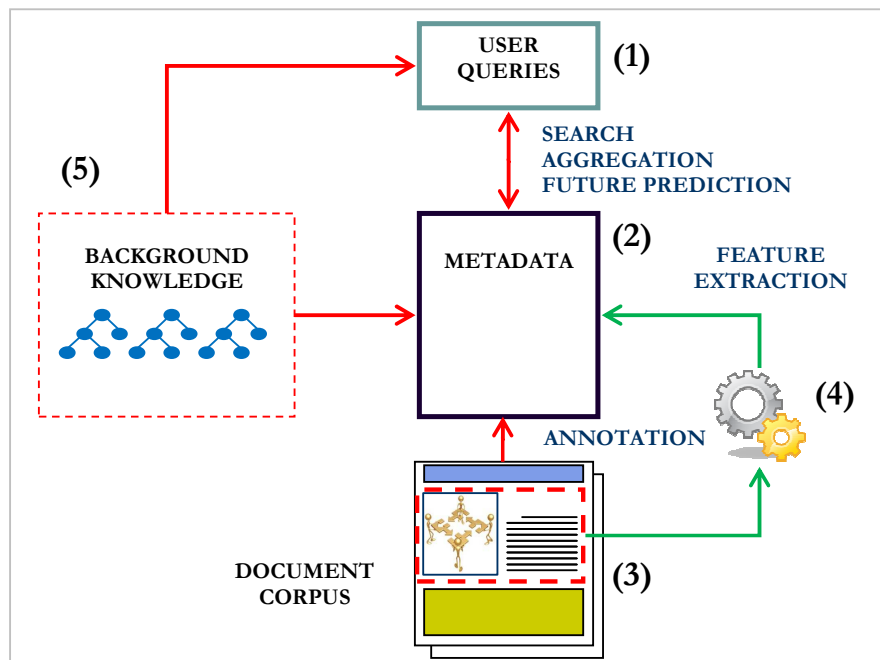 USER
QUERIES
(1)
SEARCH
AGGREGATION
FUTURE PREDICTION
(5)
BACKGROUND
KNOWLEDGE
METADATA
(2)
FEATURE
EXTRACTION
(4)
ANNOTATION
DOCUMENT
CORPUS
(3)